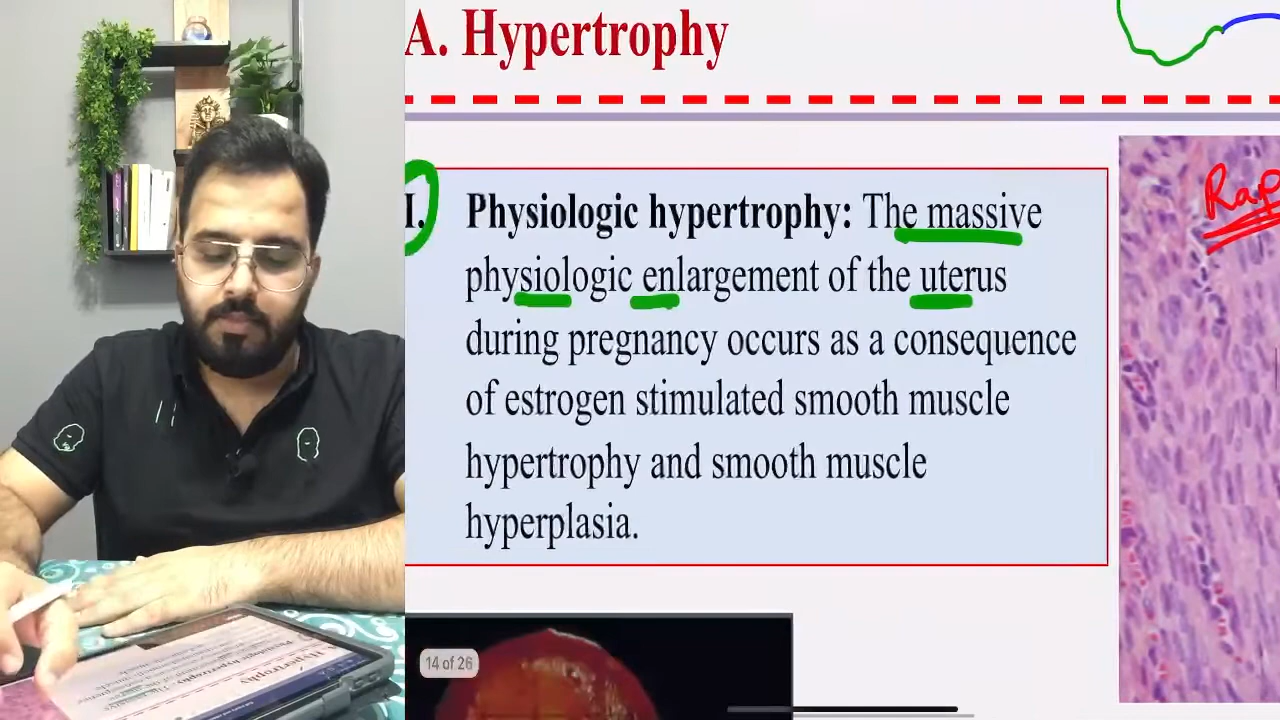 A. Hypertrophy
I. Physiologic hypertrophy: The massive
physiologic enlargement of the uterus
during pregnancy occurs as a consequence
of estrogen stimulated smooth muscle
hypertrophy and smooth muscle
hyperplasia.
Rap
14 of 26